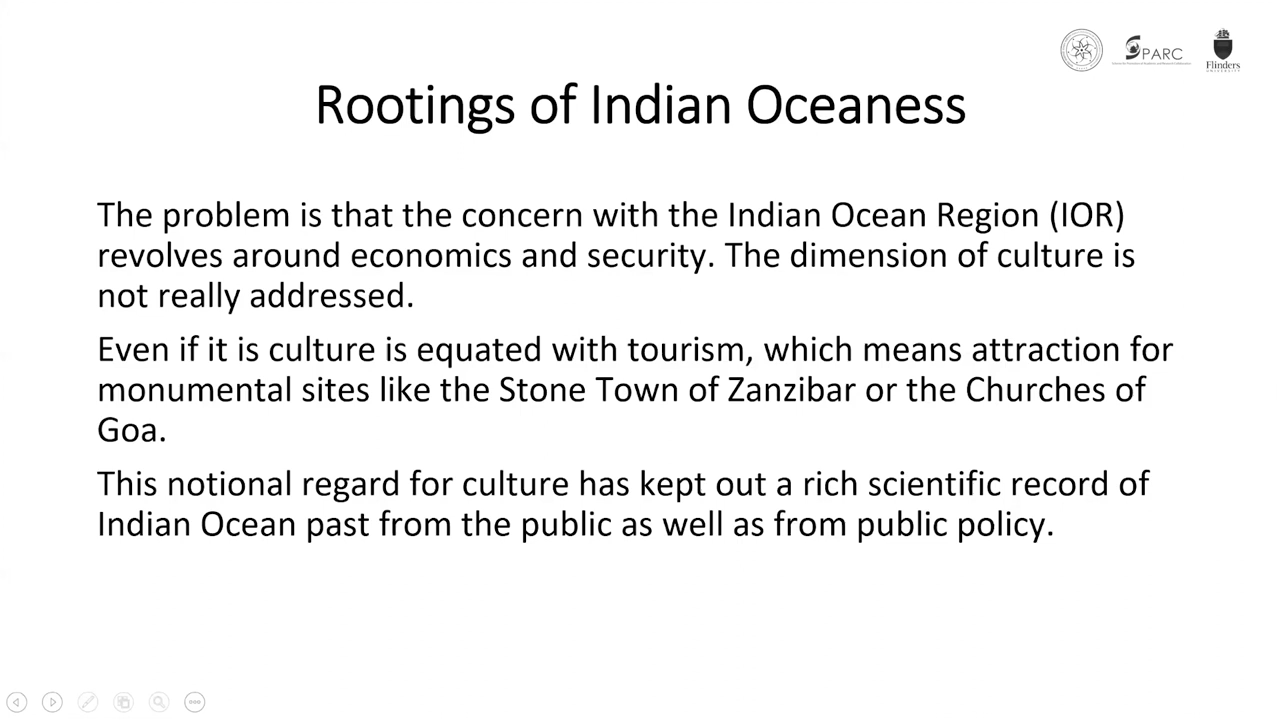 SPARC
Flinders
UNIVERSITY
Rootings of Indian Oceaness
The problem is that the concern with the Indian Ocean Region (IOR)
revolves around economics and security. The dimension of culture is
not really addressed.
Even if it is culture is equated with tourism, which means attraction for
monumental sites like the Stone Town of Zanzibar or the Churches of
Goa.
This notional regard for culture has kept out a rich scientific record of
Indian Ocean past from the public as well as from public policy.